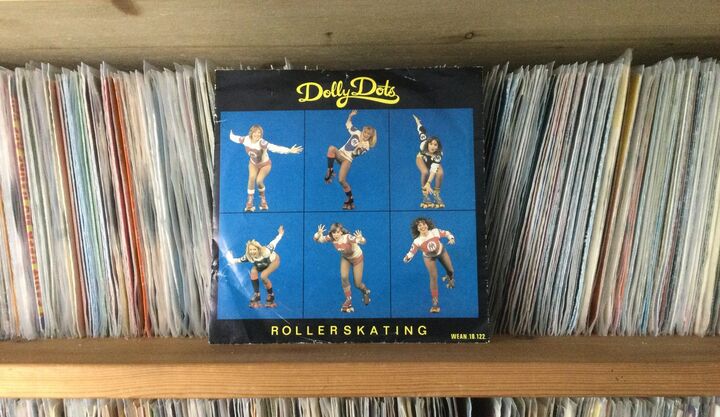 Dolly Dots
ROLLERSKATING
WEAN.18.122